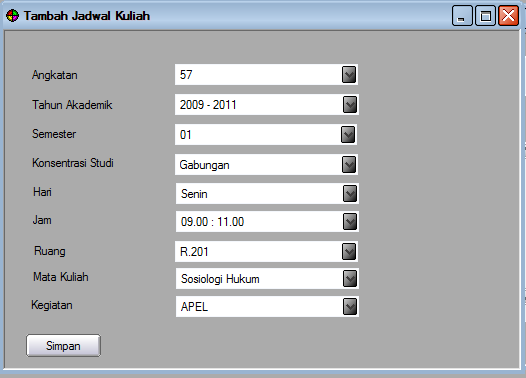 Tambah Jadwal Kuliah
Angkatan 57
Tahun Akademik 2009 - 2011
Semester 01
Konsentrasi Studi Gabungan
Hari Senin
Jam 09.00 : 11.00
Ruang R.201
Mata Kuliah Sosiologi Hukum
Kegiatan APEL
Simpan